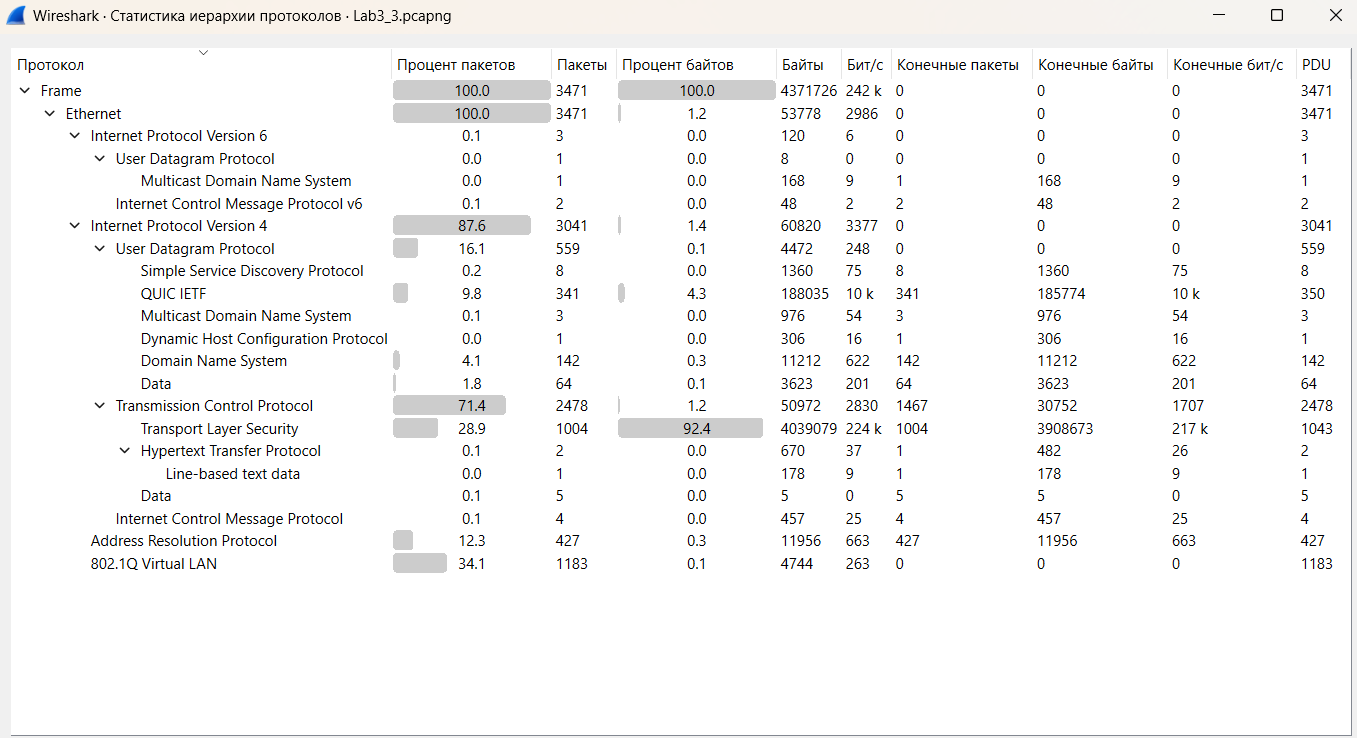 Wireshark · Статистика иерархии протоколов · Lab3_3.pcapng
Протокол Процент пакетов Пакеты Процент байтов Байты Бит/с Конечные пакеты Конечные байты Конечные бит/с PDU
Frame 100.0 3471 100.0 4371726 242 k 0 0 0 3471
Ethernet 100.0 3471 1.2 53778 2986 0 0 0 3471
Internet Protocol Version 6 0.1 3 0.0 120 6 0 0 0 3
User Datagram Protocol 0.0 1 0.0 8 0 0 0 0 1
Multicast Domain Name System 0.0 1 0.0 168 9 1 168 9 1
Internet Control Message Protocol v6 0.1 2 0.0 48 2 2 48 2 2
Internet Protocol Version 4 87.6 3041 1.4 60820 3377 0 0 0 3041
User Datagram Protocol 16.1 559 0.1 4472 248 0 0 0 559
Simple Service Discovery Protocol 0.2 8 0.0 1360 75 8 1360 75 8
QUIC IETF 9.8 341 4.3 188035 10 k 341 185774 10 k 350
Multicast Domain Name System 0.1 3 0.0 976 54 3 976 54 3
Dynamic Host Configuration Protocol 0.0 1 0.0 306 16 1 306 16 1
Domain Name System 4.1 142 0.3 11212 622 142 11212 622 142
Data 1.8 64 0.1 3623 201 64 3623 201 64
Transmission Control Protocol 71.4 2478 1.2 50972 2830 1467 30752 1707 2478
Transport Layer Security 28.9 1004 92.4 4039079 224 k 1004 3908673 217 k 1043
Hypertext Transfer Protocol 0.1 2 0.0 670 37 1 482 26 2
Line-based text data 0.0 1 0.0 178 9 1 178 9 1
Data 0.1 5 0.0 5 0 5 5 0 5
Internet Control Message Protocol 0.1 4 0.0 457 25 4 457 25 4
Address Resolution Protocol 12.3 427 0.3 11956 663 427 11956 663 427
802.1Q Virtual LAN 34.1 1183 0.1 4744 263 0 0 0 1183